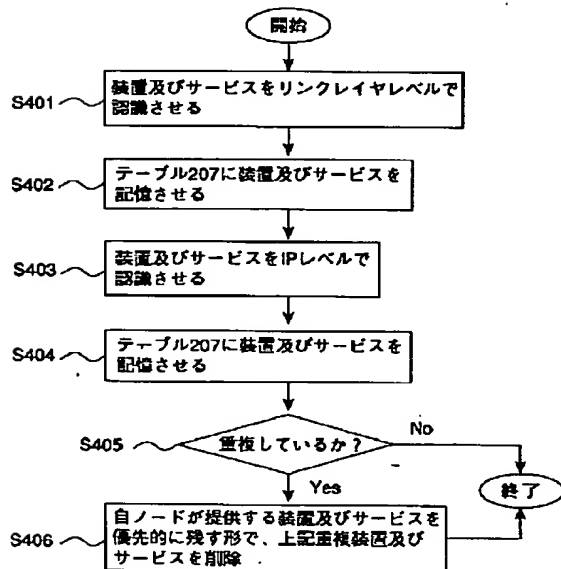 開始
S401
装置及びサービスをリンクレイヤレベルで
認識させる
S402
テーブル207に装置及びサービスを
記憶させる
S403
装置及びサービスをIPレベルで
認識させる
S404
テーブル207に装置及びサービスを
記憶させる
S405
重複しているか？
No
Yes
終了
S406
自ノードが提供する装置及びサービスを
優先的に残す形で、上記重複装置及び
サービスを削除